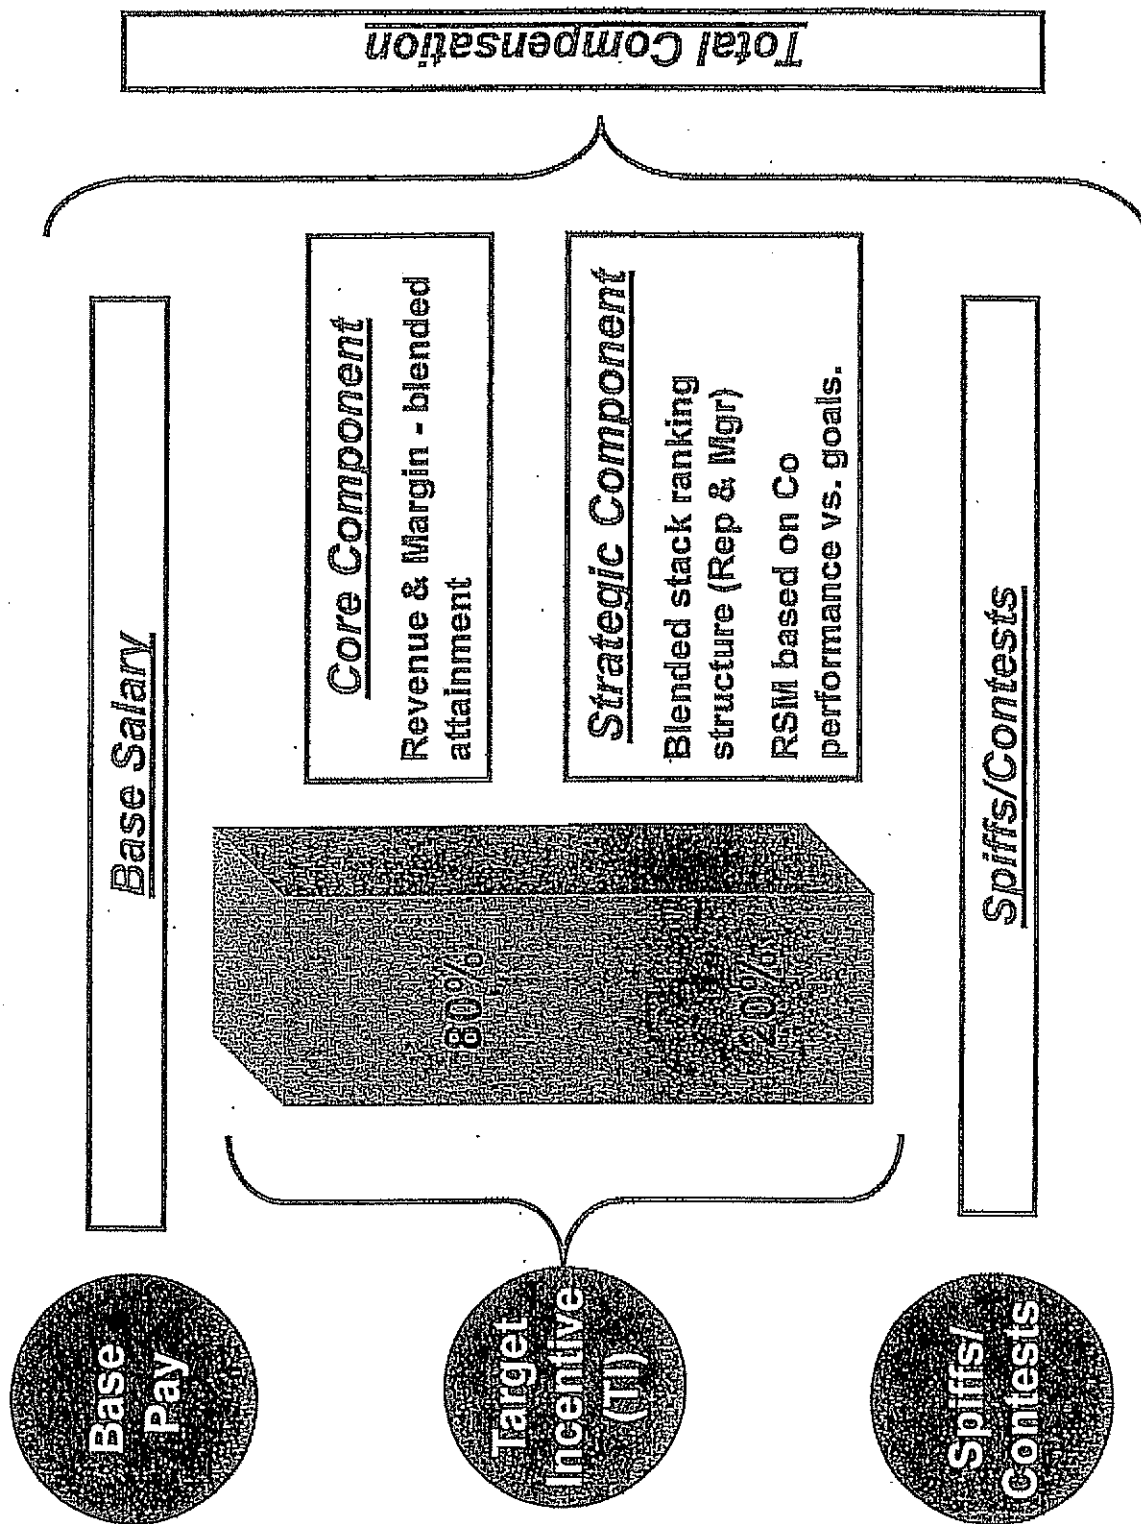 Base
Pay
Base Salary
Target
Incentive
(TI)
80%
20%
Core Component
Revenue & Margin - blended
attainment
Strategic Component
Blended stack ranking
structure (Rep & Mgr)
RSM based on Co
performance vs. goals.
Spiffs/
Contests
Spiffs/Contests
Total Compensation